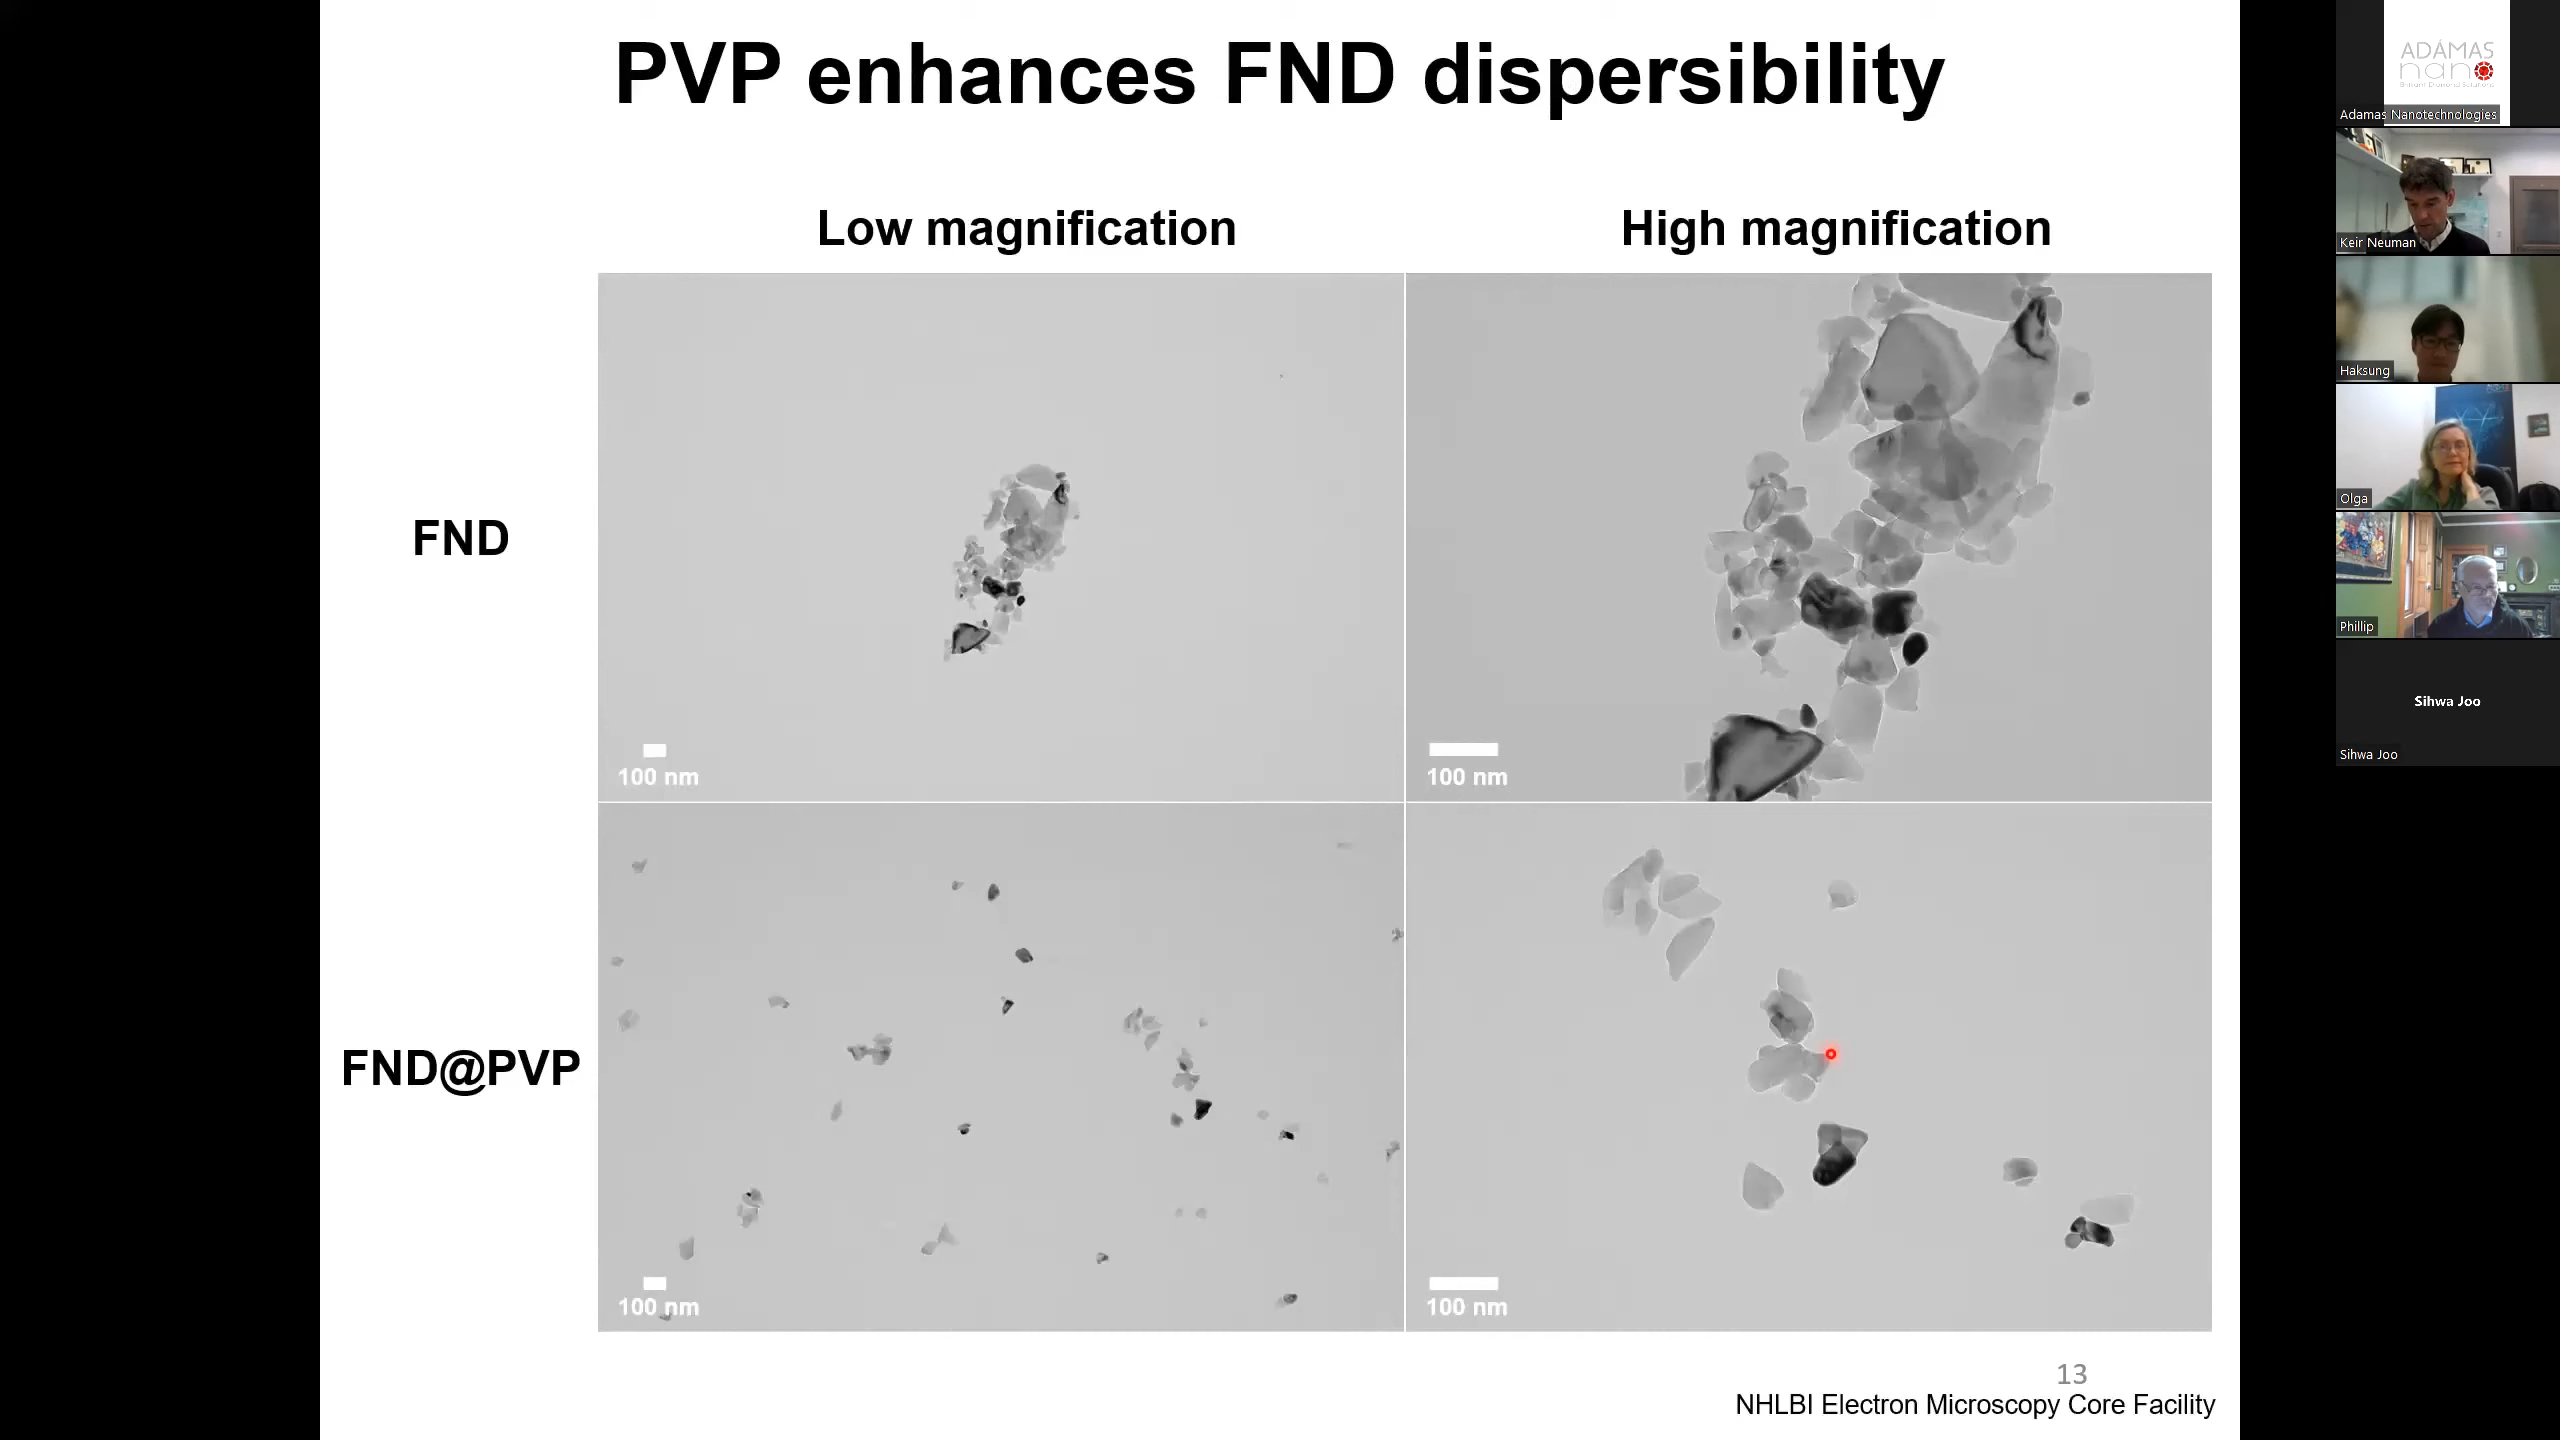 PVP enhances FND dispersibility
Low magnification
High magnification
FND
100 nm
100 nm
FND@PVP
100 nm
100 nm
13
NHLBI Electron Microscopy Core Facility
ADÁMAS
nano
Adamas Nanotechnologies
Keir Neuman
Haksung
Olga
Phillip
Sihwa Joo
Sihwa Joo